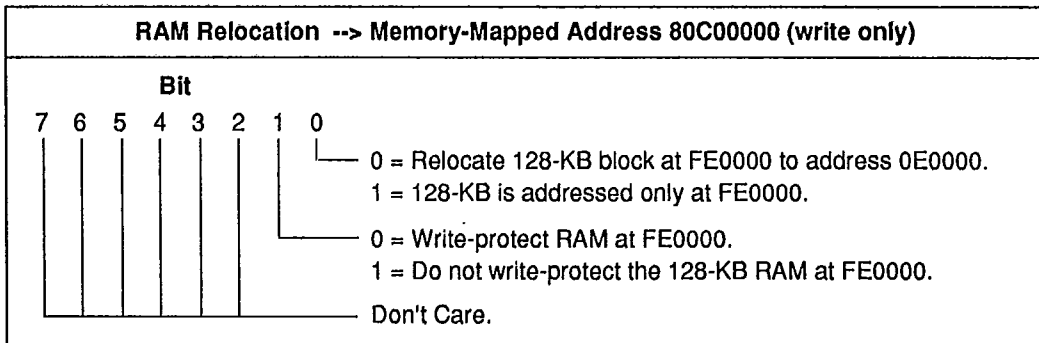 RAM Relocation --> Memory-Mapped Address 80C00000 (write only)
Bit
7 6 5 4 3 2 1 0
0 = Relocate 128-KB block at FE0000 to address 0E0000.
1 = 128-KB is addressed only at FE0000.
0 = Write-protect RAM at FE0000.
1 = Do not write-protect the 128-KB RAM at FE0000.
Don't Care.